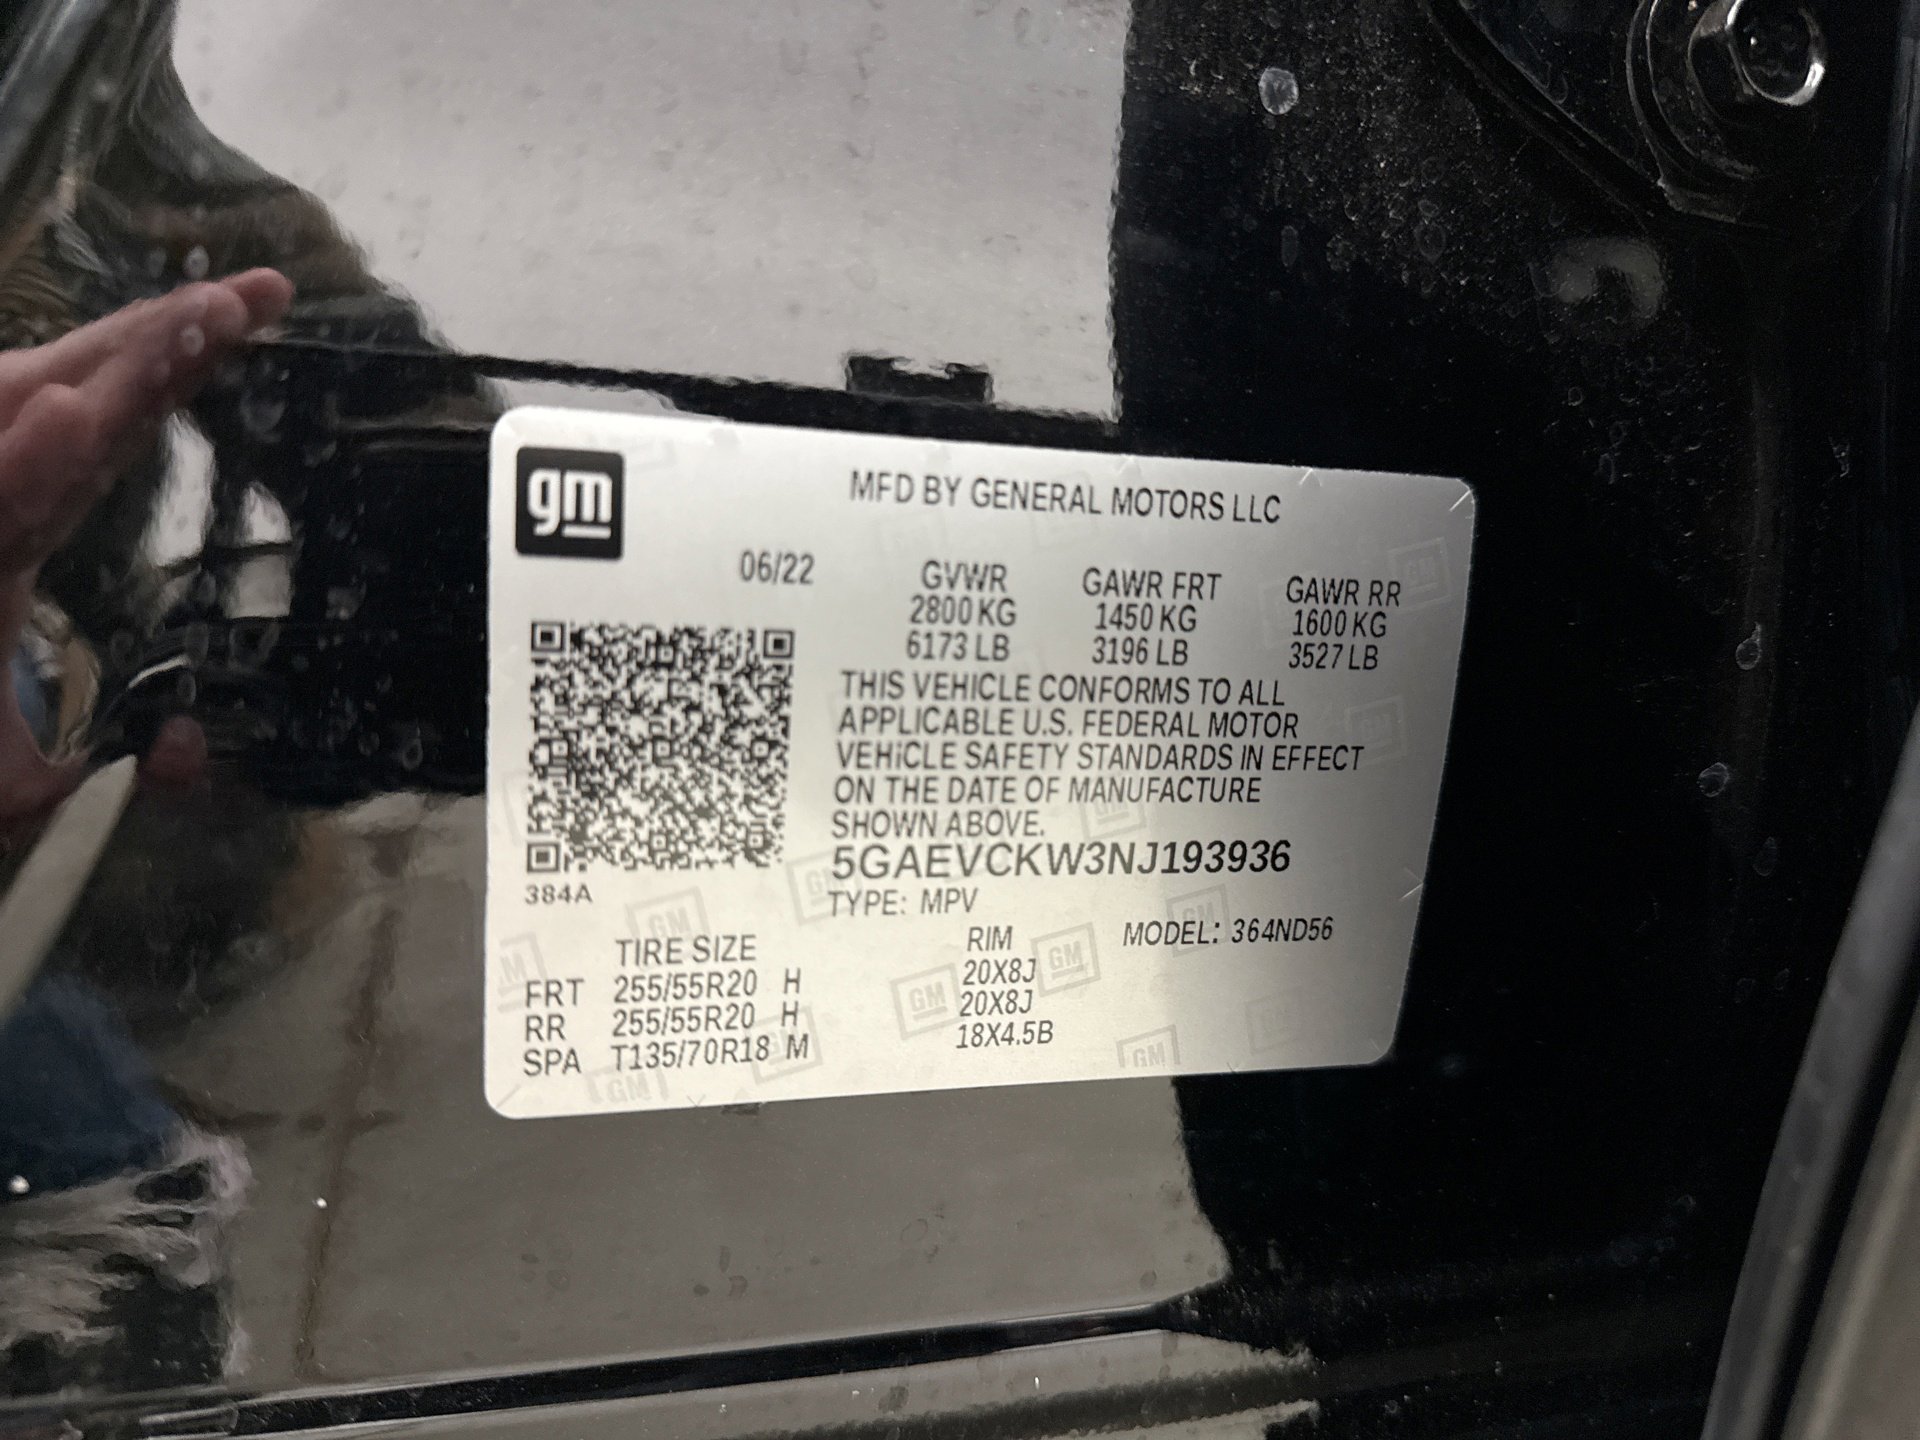 gm
MFD BY GENERAL MOTORS LLC
06/22
GVWR GAWR FRT GAWR RR
2800 KG 1450 KG 1600 KG
6173 LB 3196 LB 3527 LB
THIS VEHICLE CONFORMS TO ALL
APPLICABLE U.S. FEDERAL MOTOR
VEHiCLE SAFETY STANDARDS IN EFFECT
ON THE DATE OF MANUFACTURE
SHOWN ABOVE.
5GAEVCKW3NJ193936
384A
TYPE: MPV
MODEL: 364ND56
TIRE SIZE RIM
FRT 255/55R20 H 20X8J
RR 255/55R20 H 20X8J
SPA T135/70R18 M 18X4.5B